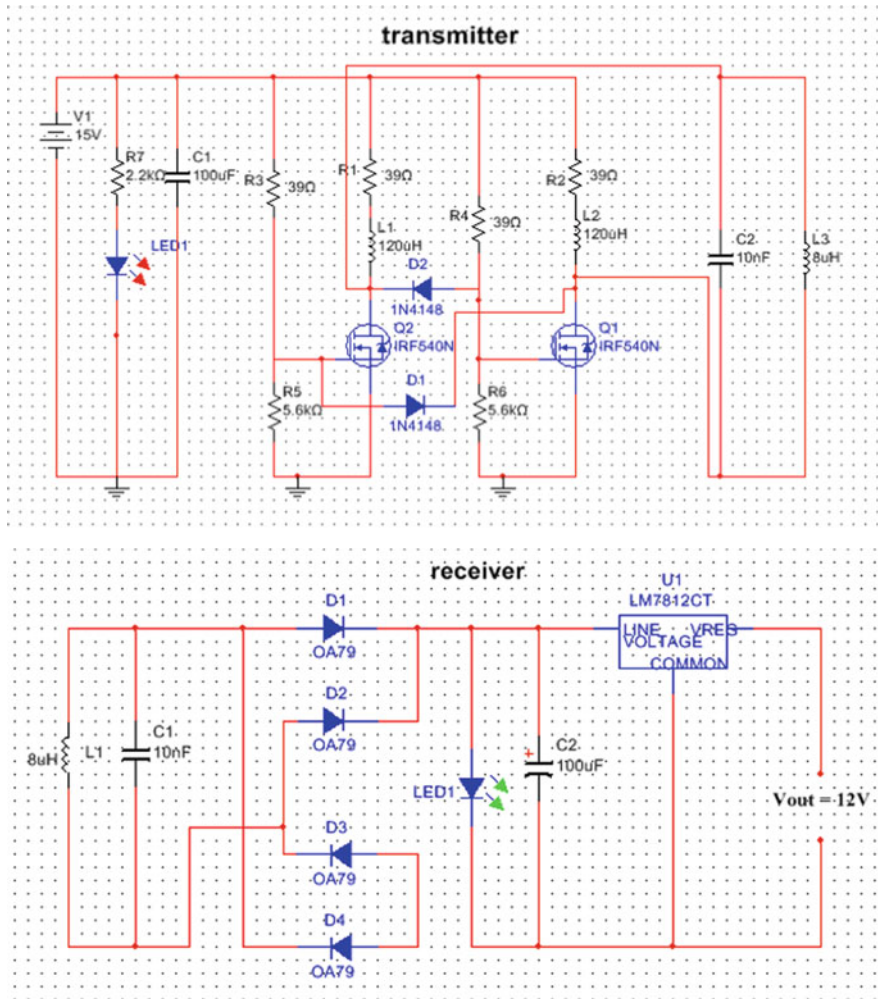 transmitter
V1
15V
R7
2.2kΩ
C1
100uF
LED1
R3
39Ω
R1
39Ω
L1
120uH
R4
39Ω
R2
39Ω
L2
120uH
D2
1N4148
Q2
IRF540N
Q1
IRF540N
D1
1N4148
R5
5.6kΩ
R6
5.6kΩ
C2
10nF
L3
8uH
receiver
U1
LM7812CT
LINE VREG
VOLTAGE
COMMON
D1
OA79
D2
OA79
8uH
L1
C1
10nF
LED1
+
C2
100uF
Vout = 12V
D3
OA79
D4
OA79